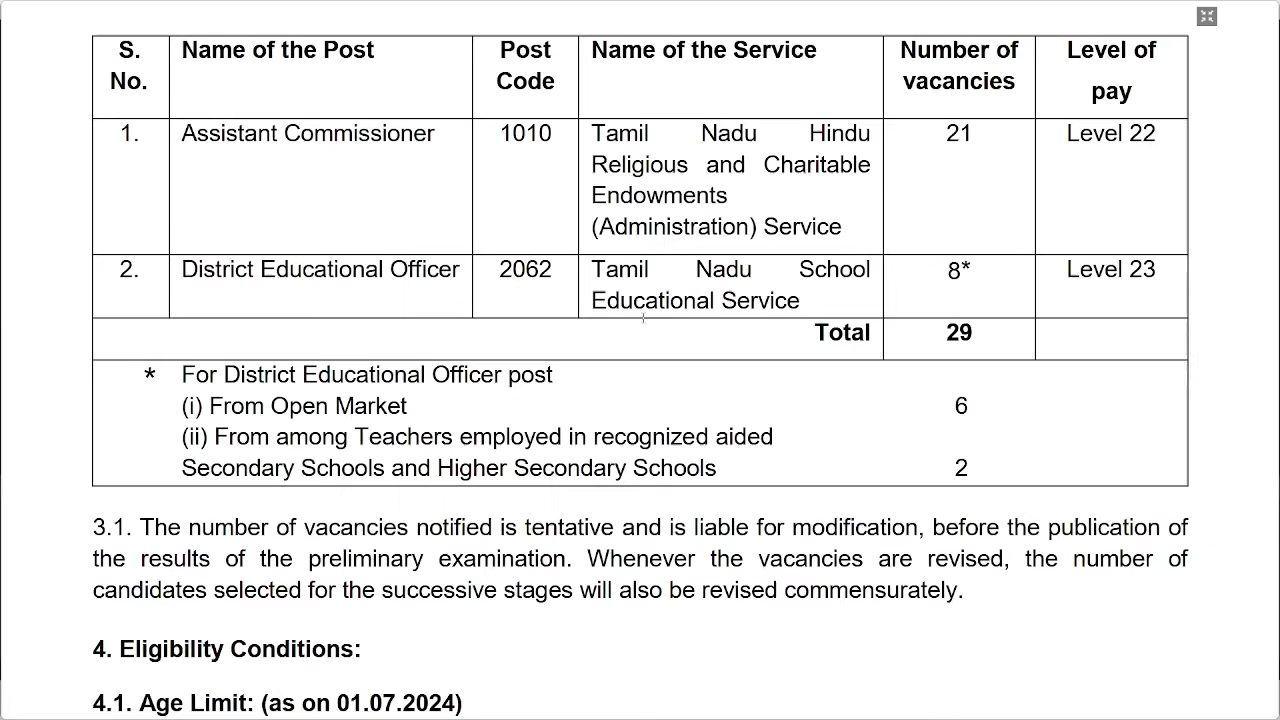 S. No. Name of the Post Post Code Name of the Service Number of vacancies Level of pay
1. Assistant Commissioner 1010 Tamil Nadu Hindu 21 Level 22
Religious and Charitable
Endowments
(Administration) Service
2. District Educational Officer 2062 Tamil Nadu School 8* Level 23
Educational Service
Total 29
* For District Educational Officer post
(i) From Open Market 6
(ii) From among Teachers employed in recognized aided
Secondary Schools and Higher Secondary Schools 2
3.1. The number of vacancies notified is tentative and is liable for modification, before the publication of
the results of the preliminary examination. Whenever the vacancies are revised, the number of
candidates selected for the successive stages will also be revised commensurately.
4. Eligibility Conditions:
4.1. Age Limit: (as on 01.07.2024)